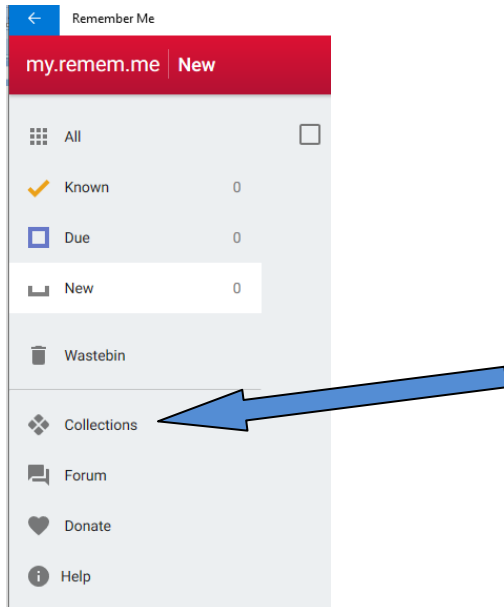 Remember Me
my.remem.me New
All
Known 0
Due 0
New 0
Wastebin
Collections
Forum
Donate
Help